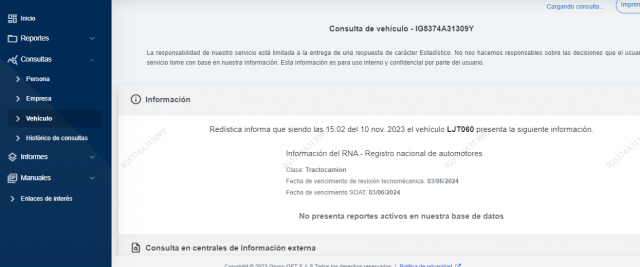 Cargando consulta...
Imprim
Inicio
Reportes
Consultas
Persona
Empresa
Vehículo
Histórico de consultas
Informes
Manuales
Enlaces de interés
Consulta de vehículo - IG5374A31309Y
La responsabilidad de nuestro servicio está limitada a la entrega de una respuesta de carácter Estadístico. No nos hacemos responsables sobre las decisiones que el usuar
servicio tome con base en nuestra Información. Esta información es para uso interno y confidencial por parte del usuario.
Información
Redística informa que siendo las 15:02 del 10 nov. 2023 el vehículo LJT060 presenta la siguiente información.
Información del RNA - Registro nacional de automotores
Clase: Tractocamion
Fecha de vencimiento de revisión tecnomécanica: 03/06/2024
Fecha de vencimiento SOAT: 03/06/2024
No presenta reportes activos en nuestra base de datos
IG5374A31309Y
Consulta en centrales de información externa
Copyright © 2023 Grupo OET S.A.S Todos los derechos reservados. | Política de privacidad